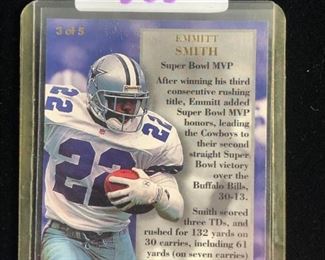 3 of 5
EMMITT
SMITH
Super Bowl MVP
After winning his third
consecutive rushing
title, Emmitt added
Super Bowl MVP
honors, leading the
Cowboys to their
second straight Super
Bowl victory
over the
Buffalo Bills,
30-13.
Smith scored
three TDs, and
rushed for 132 yards on
30 carries, including 61
yards (on seven carries)
22
22